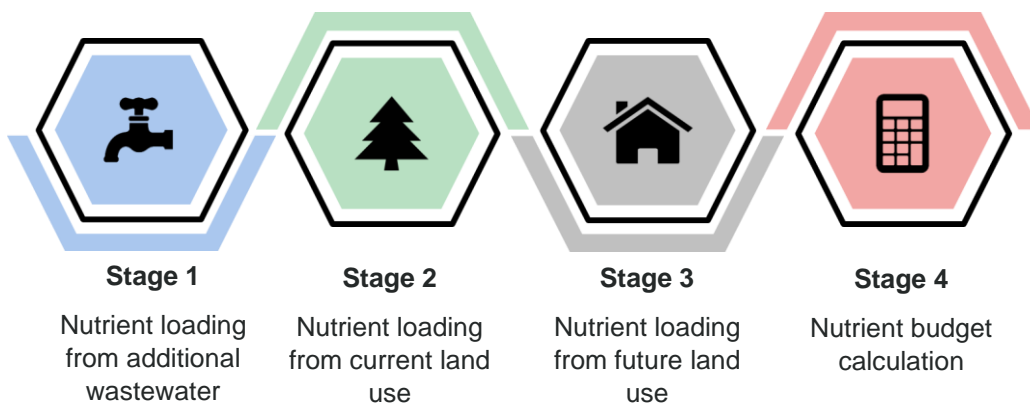 Stage 1
Nutrient loading
from additional
wastewater
Stage 2
Nutrient loading
from current land
use
Stage 3
Nutrient loading
from future land
use
Stage 4
Nutrient budget
calculation